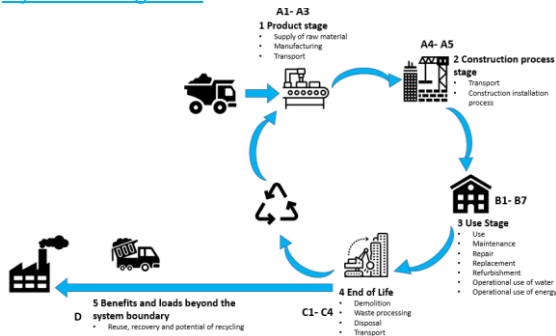 A1- A3
1 Product stage
• Supply of raw material
• Manufacturing
• Transport
A4- A5
2 Construction process
stage
• Transport
• Construction installation
process
B1- B7
3 Use Stage
• Use
• Maintenance
• Repair
• Replacement
• Refurbishment
• Operational use of water
• Operational use of energy
4 End of Life
C1- C4
• Demolition
• Waste processing
• Disposal
• Transport
5 Benefits and loads beyond the
D system boundary
• Reuse, recovery and potential of recycling